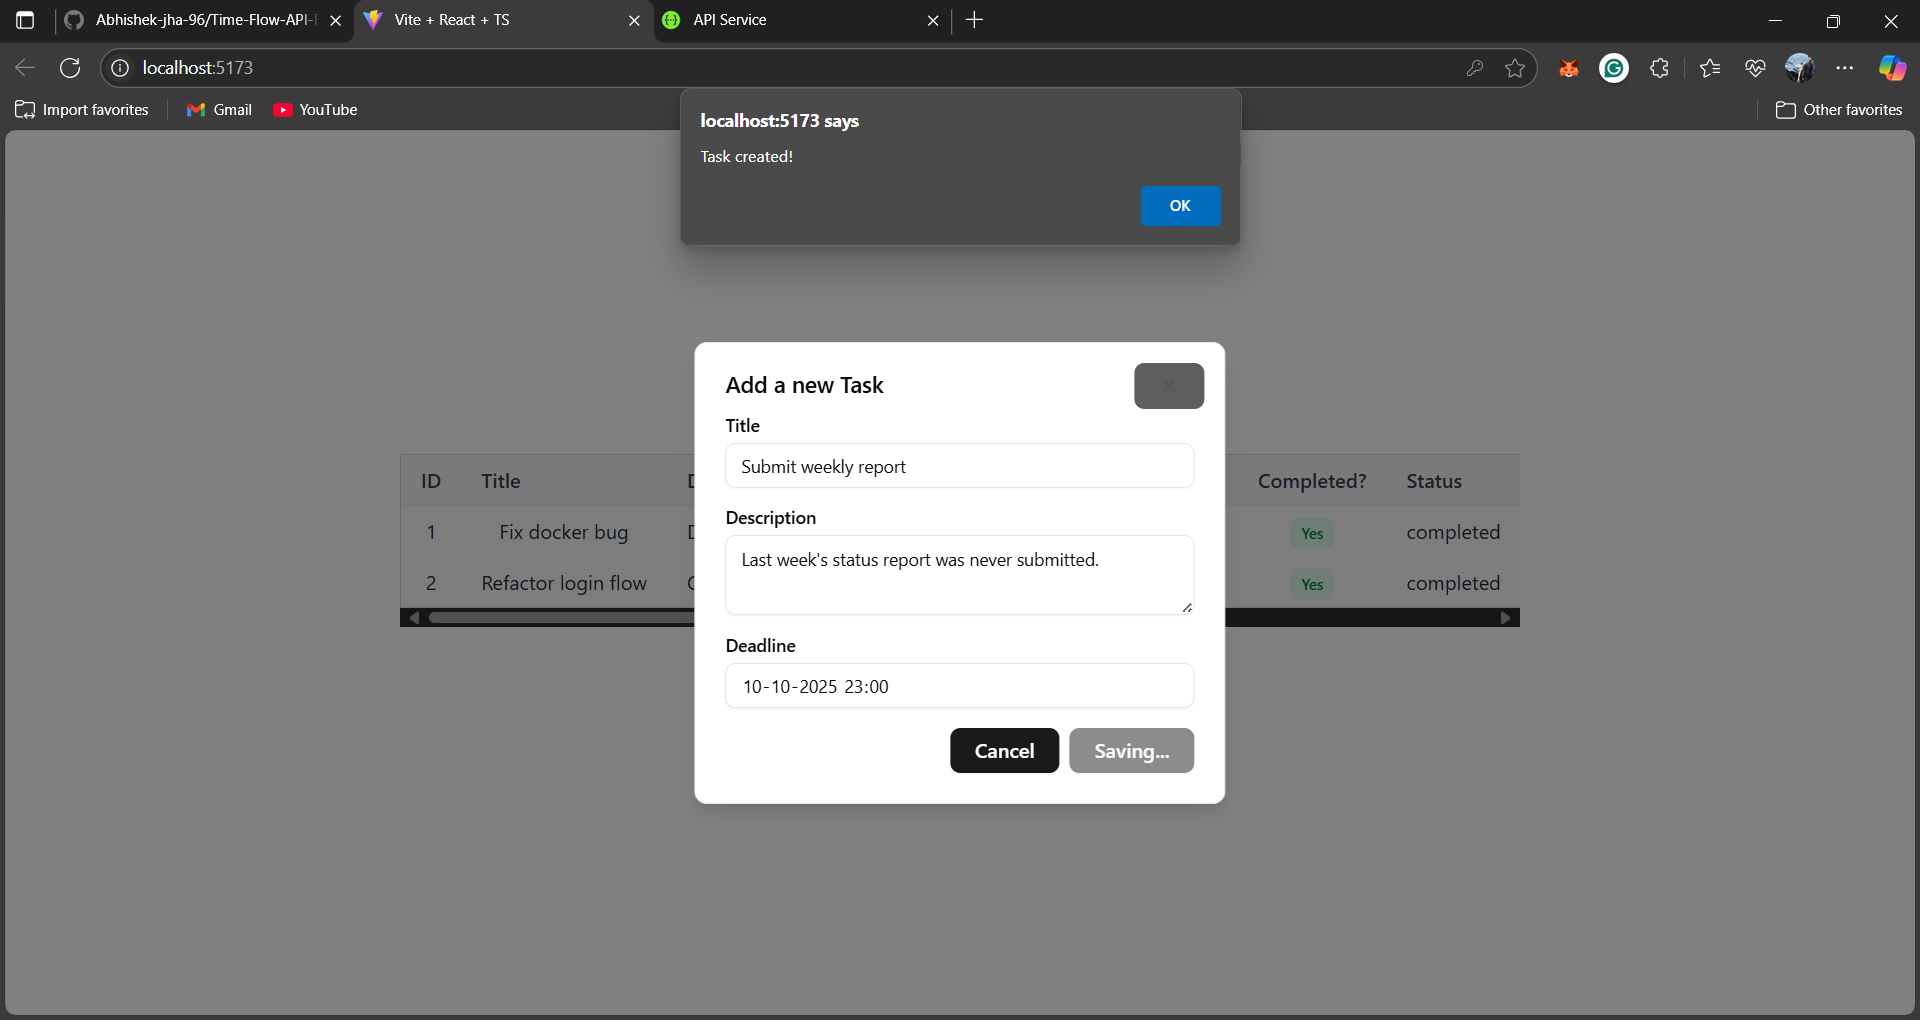 Abhishek-jha-96/Time-Flow-API-
Vite + React + TS
API Service
localhost:5173
Import favorites
Gmail
YouTube
Other favorites
localhost:5173 says
Task created!
OK
Add a new Task
Title
Submit weekly report
Description
Last week's status report was never submitted.
Deadline
10-10-2025 23:00
Cancel
Saving...
ID Title Completed? Status
1 Fix docker bug Yes completed
2 Refactor login flow Yes completed